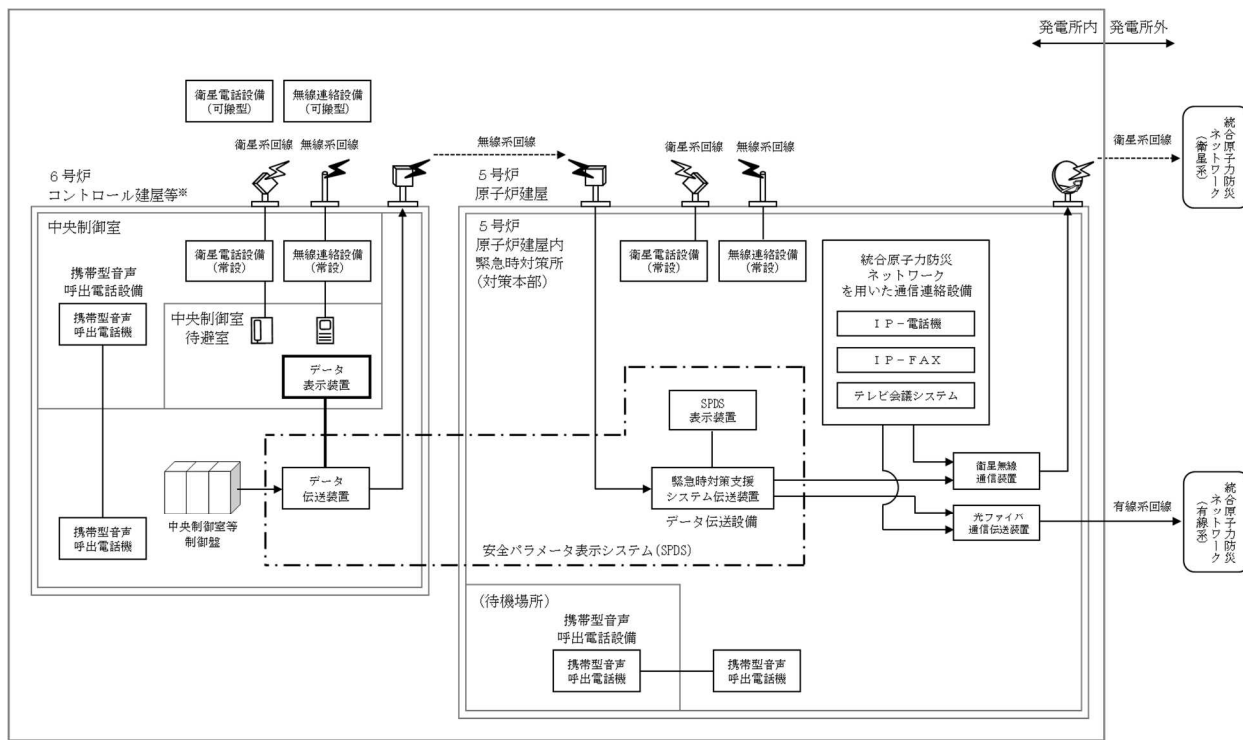 発電所内
発電所外
衛星電話設備
(可搬型)
無線連絡設備
(可搬型)
衛星系回線
無線系回線
無線系回線
衛星系回線
無線系回線
衛星系回線
統合原子力防災
ネットワーク
(衛星系)
6号炉
コントロール建屋等※
5号炉
原子炉建屋
中央制御室
衛星電話設備
(常設)
無線連絡設備
(常設)
携帯型音声
呼出電話設備
携帯型音声
呼出電話機
中央制御室
待避室
データ
表示装置
データ
伝送装置
中央制御室等
制御盤
携帯型音声
呼出電話機
5号炉
原子炉建屋内
緊急時対策所
(対策本部)
衛星電話設備
(常設)
無線連絡設備
(常設)
統合原子力防災
ネットワーク
を用いた通信連絡設備
IP-電話機
IP-FAX
テレビ会議システム
SPDS
表示装置
緊急時対策支援
システム伝送装置
データ伝送設備
安全パラメータ表示システム(SPDS)
衛星無線
通信装置
光ファイバ
通信伝送装置
有線系回線
統合原子力防災
ネットワーク
(有線系)
(待機場所)
携帯型音声
呼出電話設備
携帯型音声
呼出電話機
携帯型音声
呼出電話機